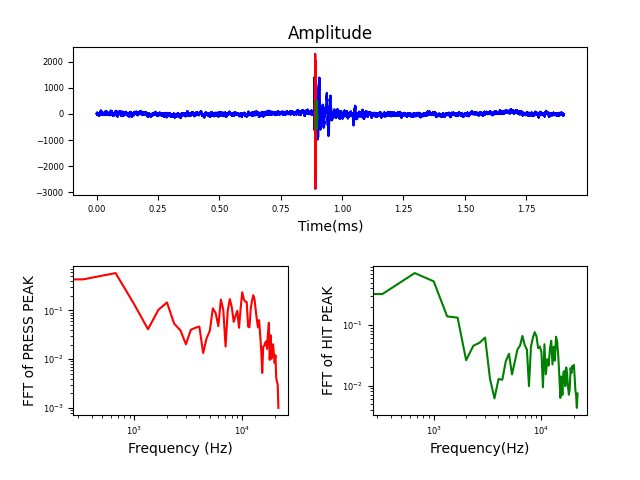 Amplitude
2000
1000
0
−1000
−2000
−3000
0.00 0.25 0.50 0.75 1.00 1.25 1.50 1.75
Time(ms)
FFT of PRESS PEAK
10⁻¹
10⁻²
10⁻³
10³ 10⁴
Frequency (Hz)
FFT of HIT PEAK
10⁻¹
10⁻²
10³ 10⁴
Frequency(Hz)